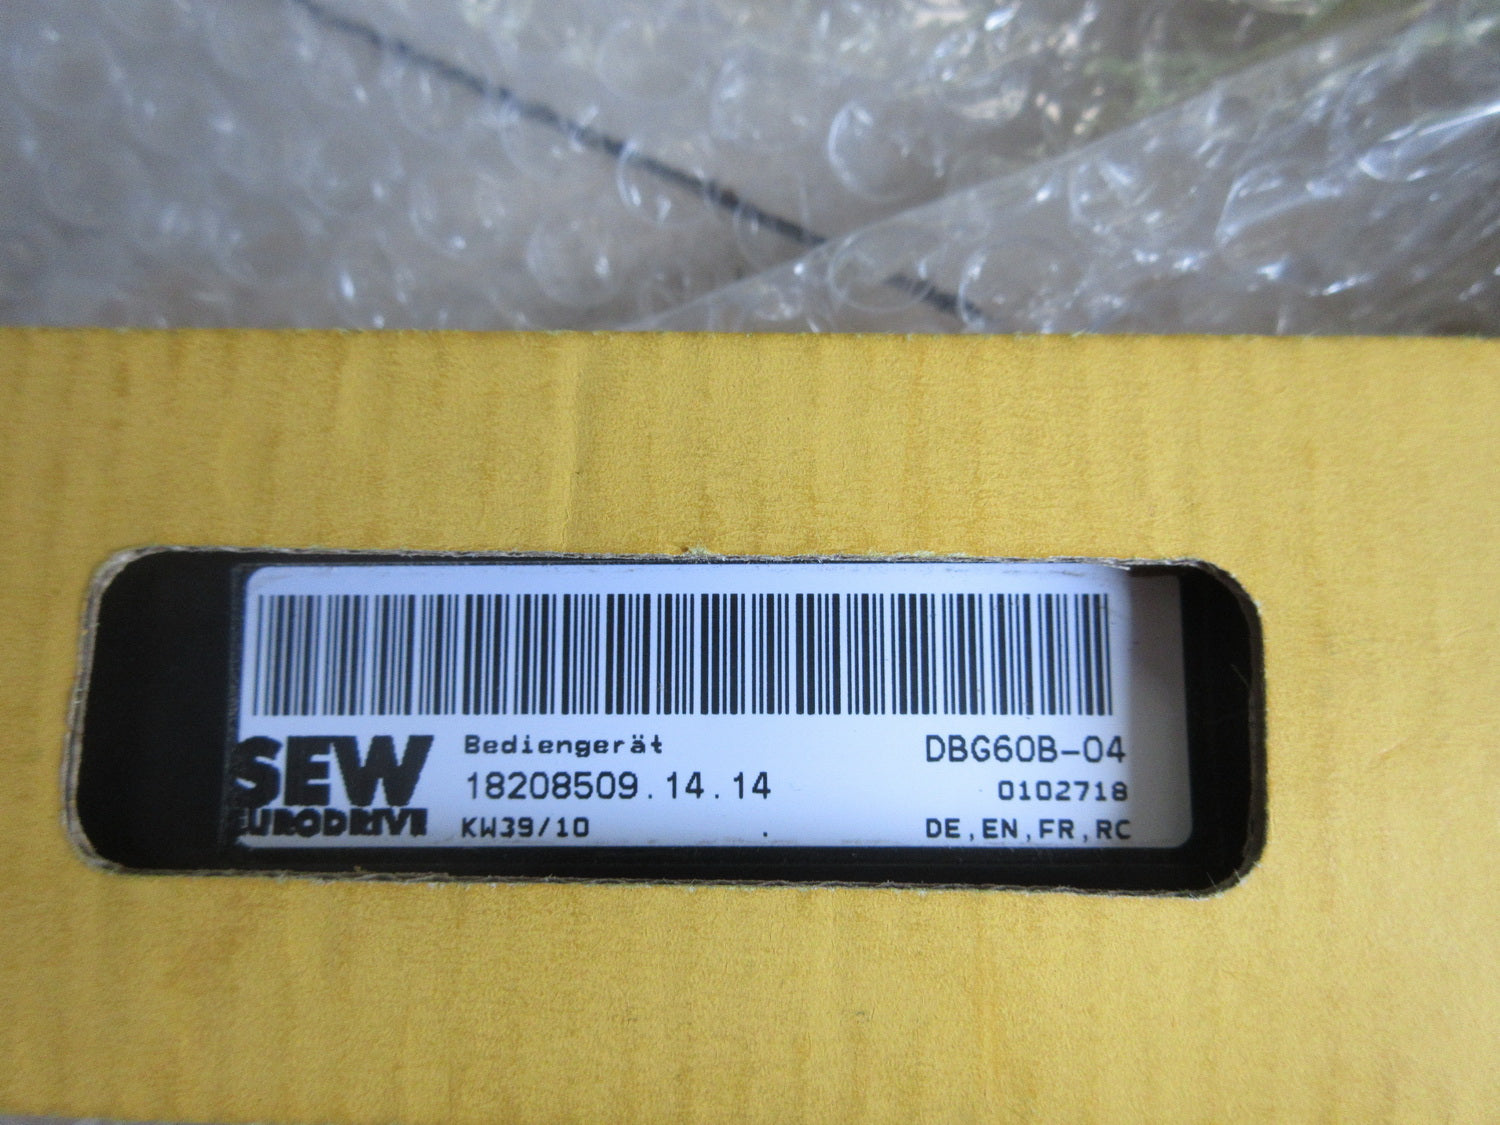 SEW
EURODRIVE
Bediengerät
18208509.14.14
KW39/10
DBG60B-04
0102718
DE,EN,FR,RC